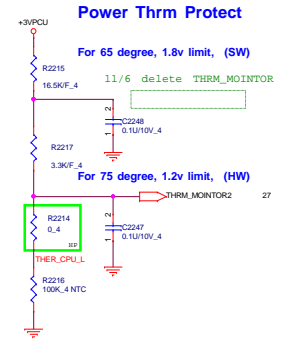 Power Thrm Protect
+3VPCU
For 65 degree, 1.8v limit, (SW)
R2215
16.5K/F_4
11/6 delete THRM_MOINTOR
2
1
C2248
0.1U/10V_4
R2217
3.3K/F_4
For 75 degree, 1.2v limit, (HW)
THRM_MOINTOR2 27
R2214
0_4
HP
2
1
C2247
0.1U/10V_4
THER_CPU_L
R2216
100K_4 NTC